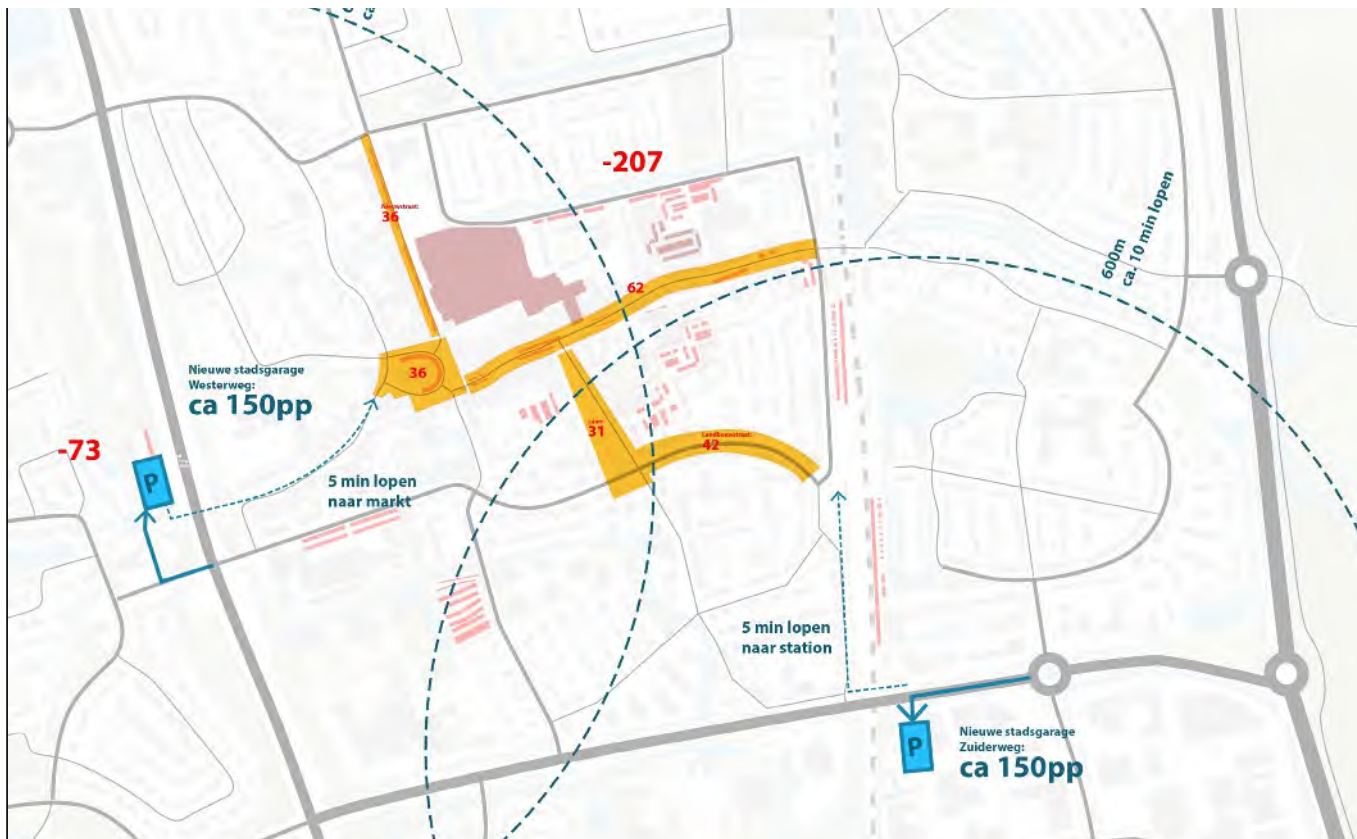 -207
36
600m
ca. 10 min lopen
62
36
Nieuwe stadsgarage
Westerweg:
ca 150pp
-73
31
42
P
5 min lopen
naar markt
5 min lopen
naar station
P
Nieuwe stadsgarage
Zuiderweg:
ca 150pp